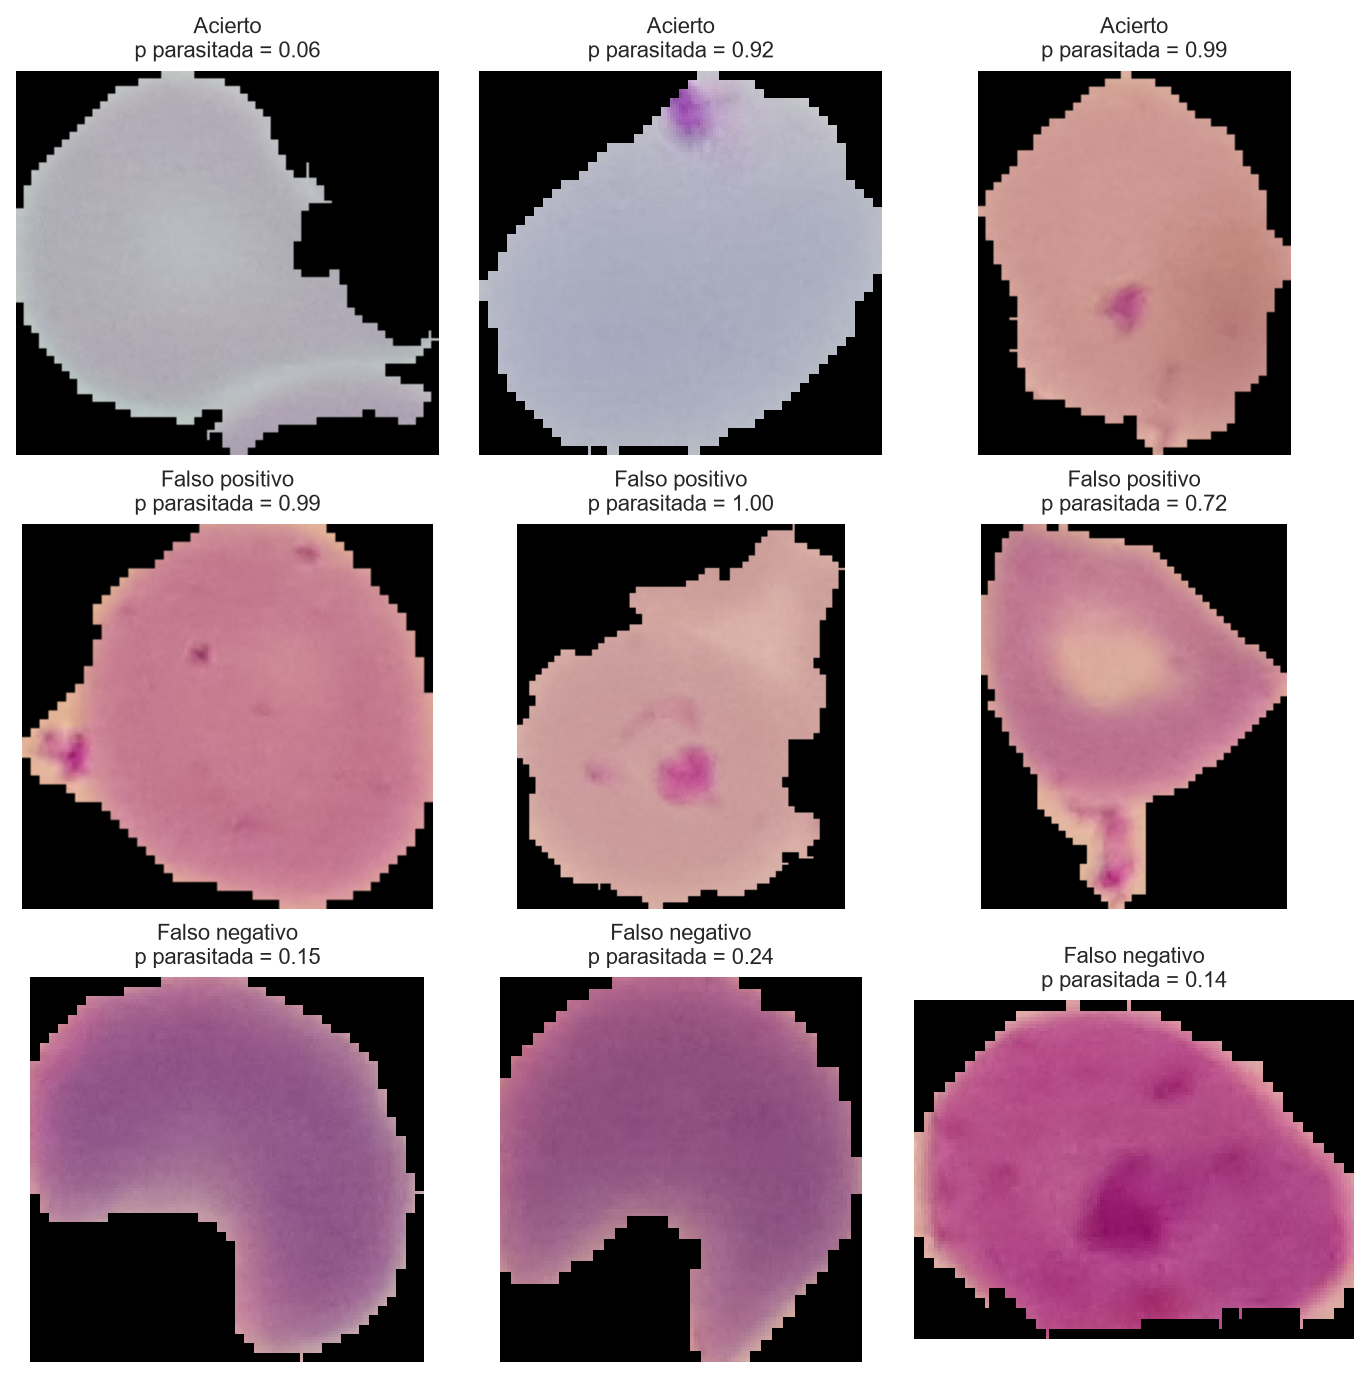 Acierto
p parasitada = 0.06
Acierto
p parasitada = 0.92
Acierto
p parasitada = 0.99
Falso positivo
p parasitada = 0.99
Falso positivo
p parasitada = 1.00
Falso positivo
p parasitada = 0.72
Falso negativo
p parasitada = 0.15
Falso negativo
p parasitada = 0.24
Falso negativo
p parasitada = 0.14